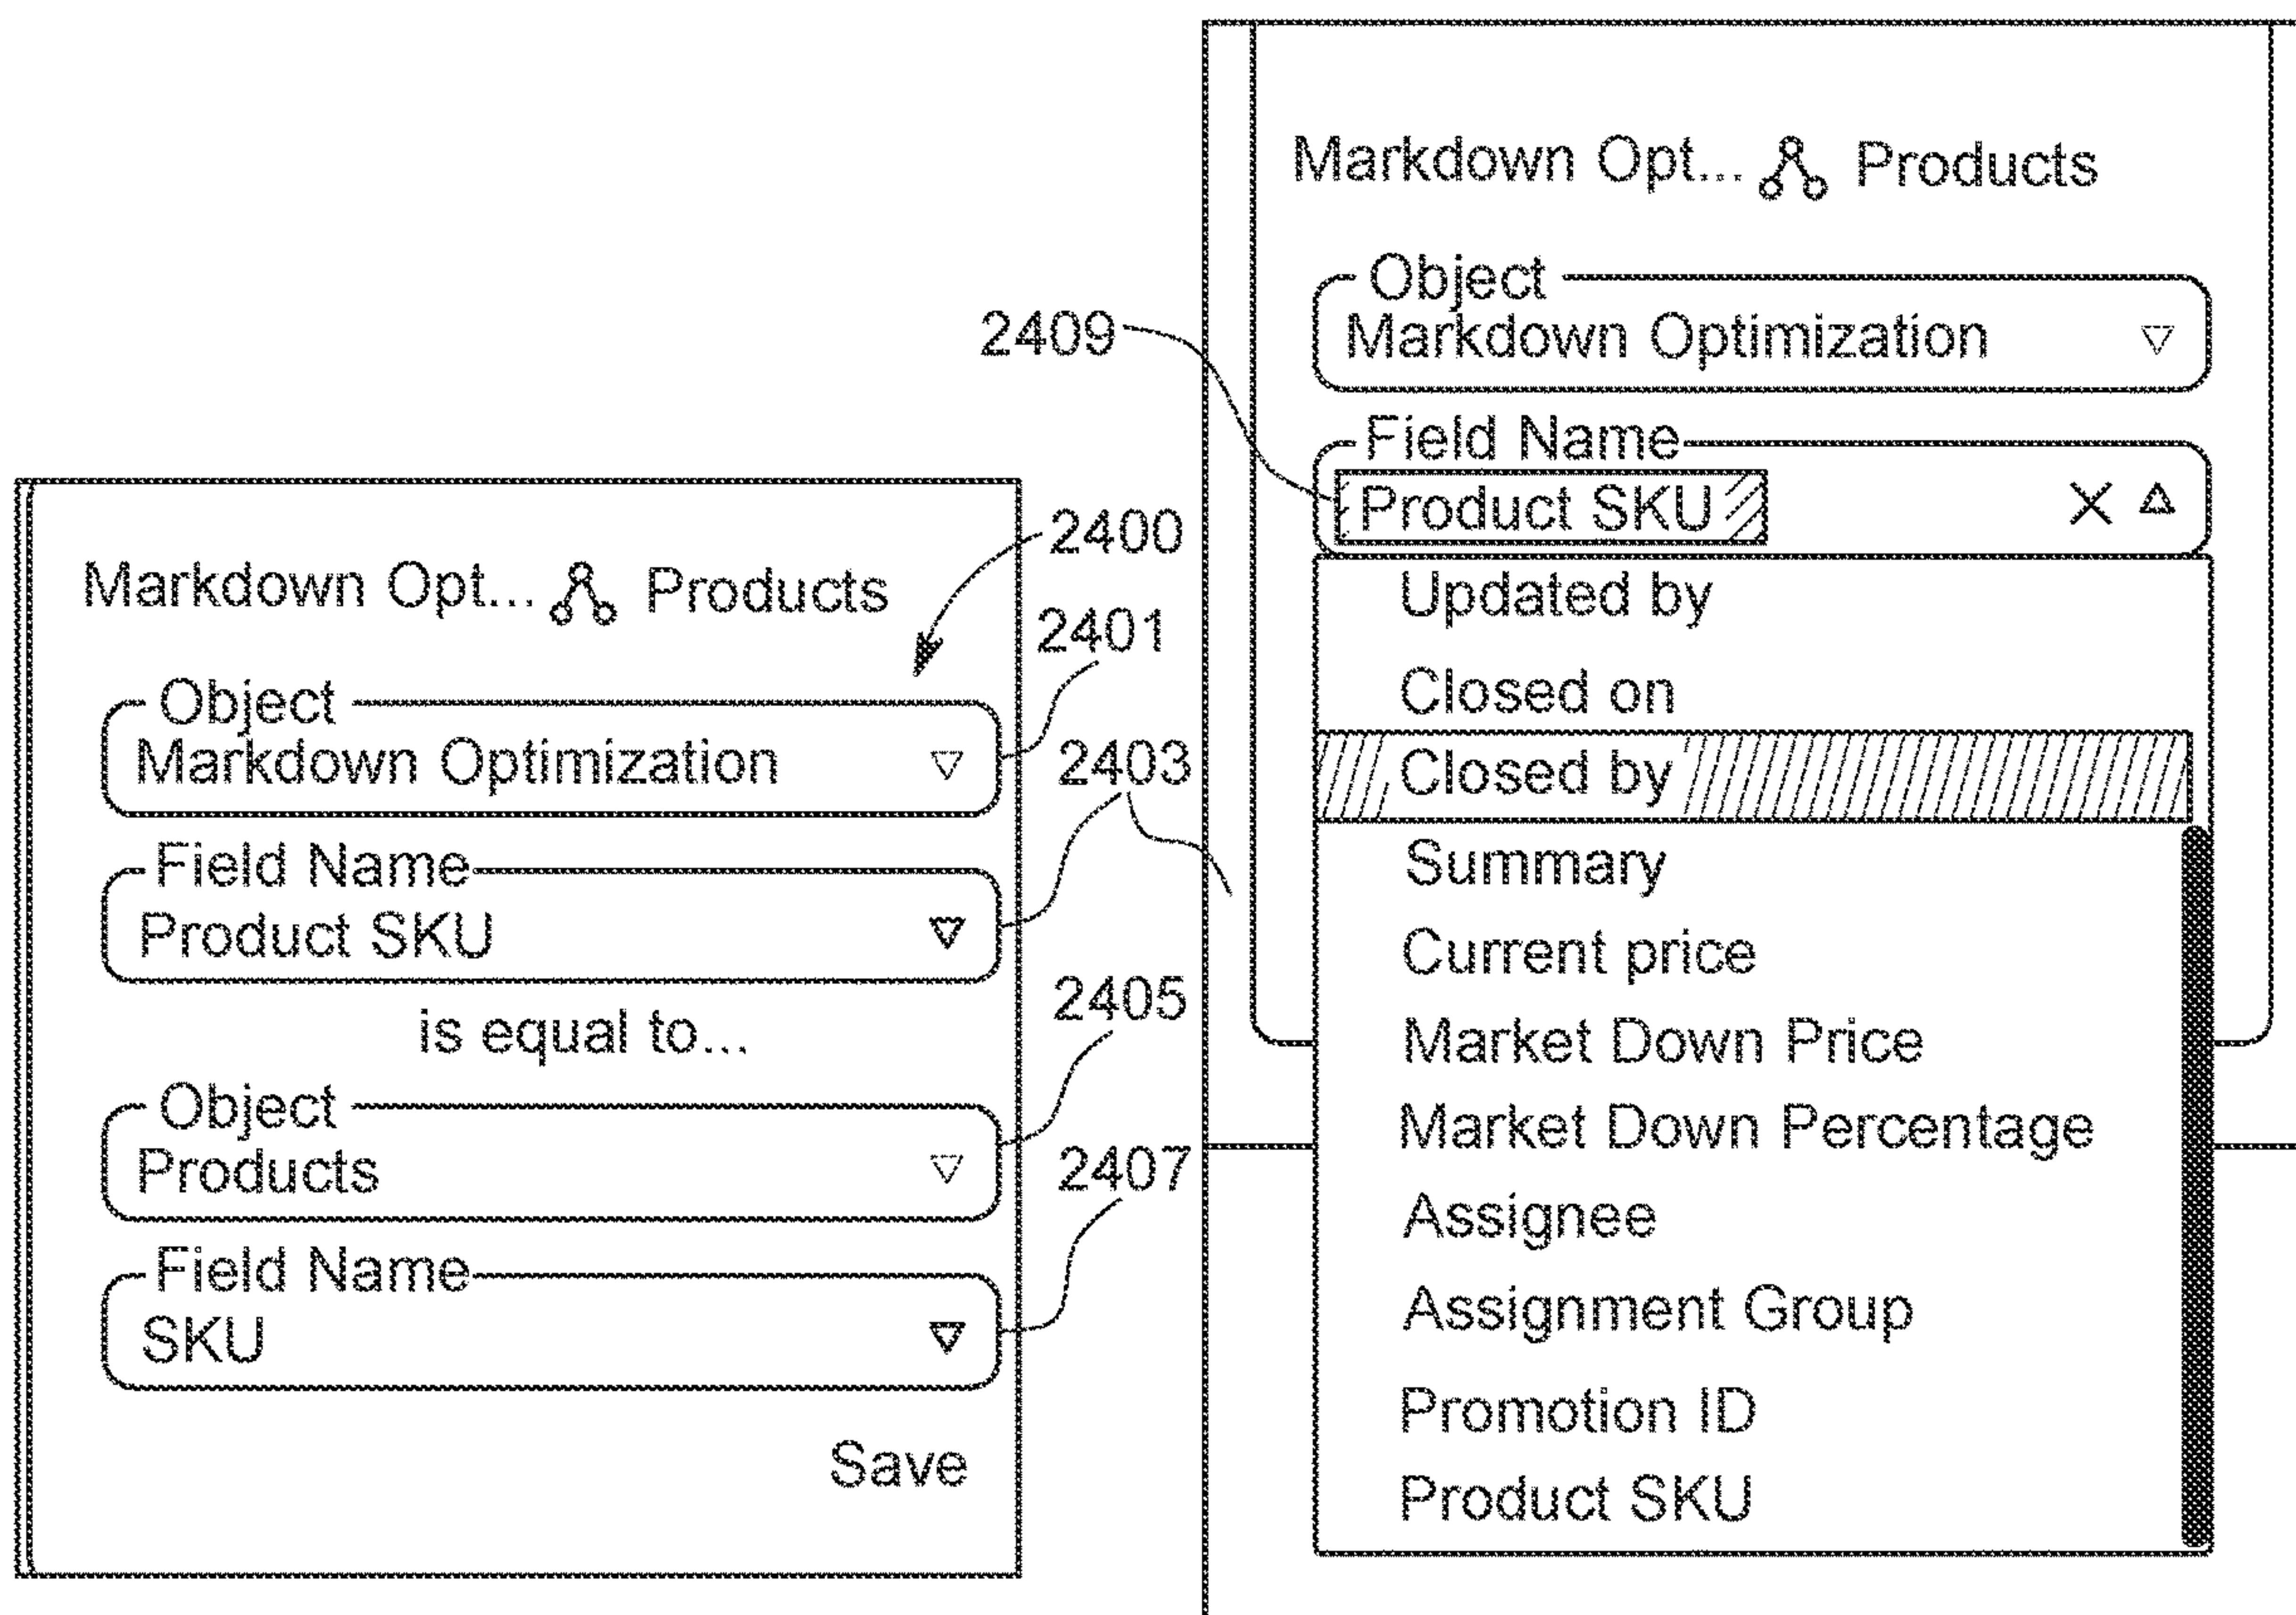 Markdown Opt... Products
2400
2401
Object
Markdown Optimization
2403
Field Name
Product SKU
is equal to...
2405
Object
Products
2407
Field Name
SKU
Save
Markdown Opt... Products
Object
Markdown Optimization
2409
Field Name
Product SKU
Updated by
Closed on
Closed by
Summary
Current price
Market Down Price
Market Down Percentage
Assignee
Assignment Group
Promotion ID
Product SKU